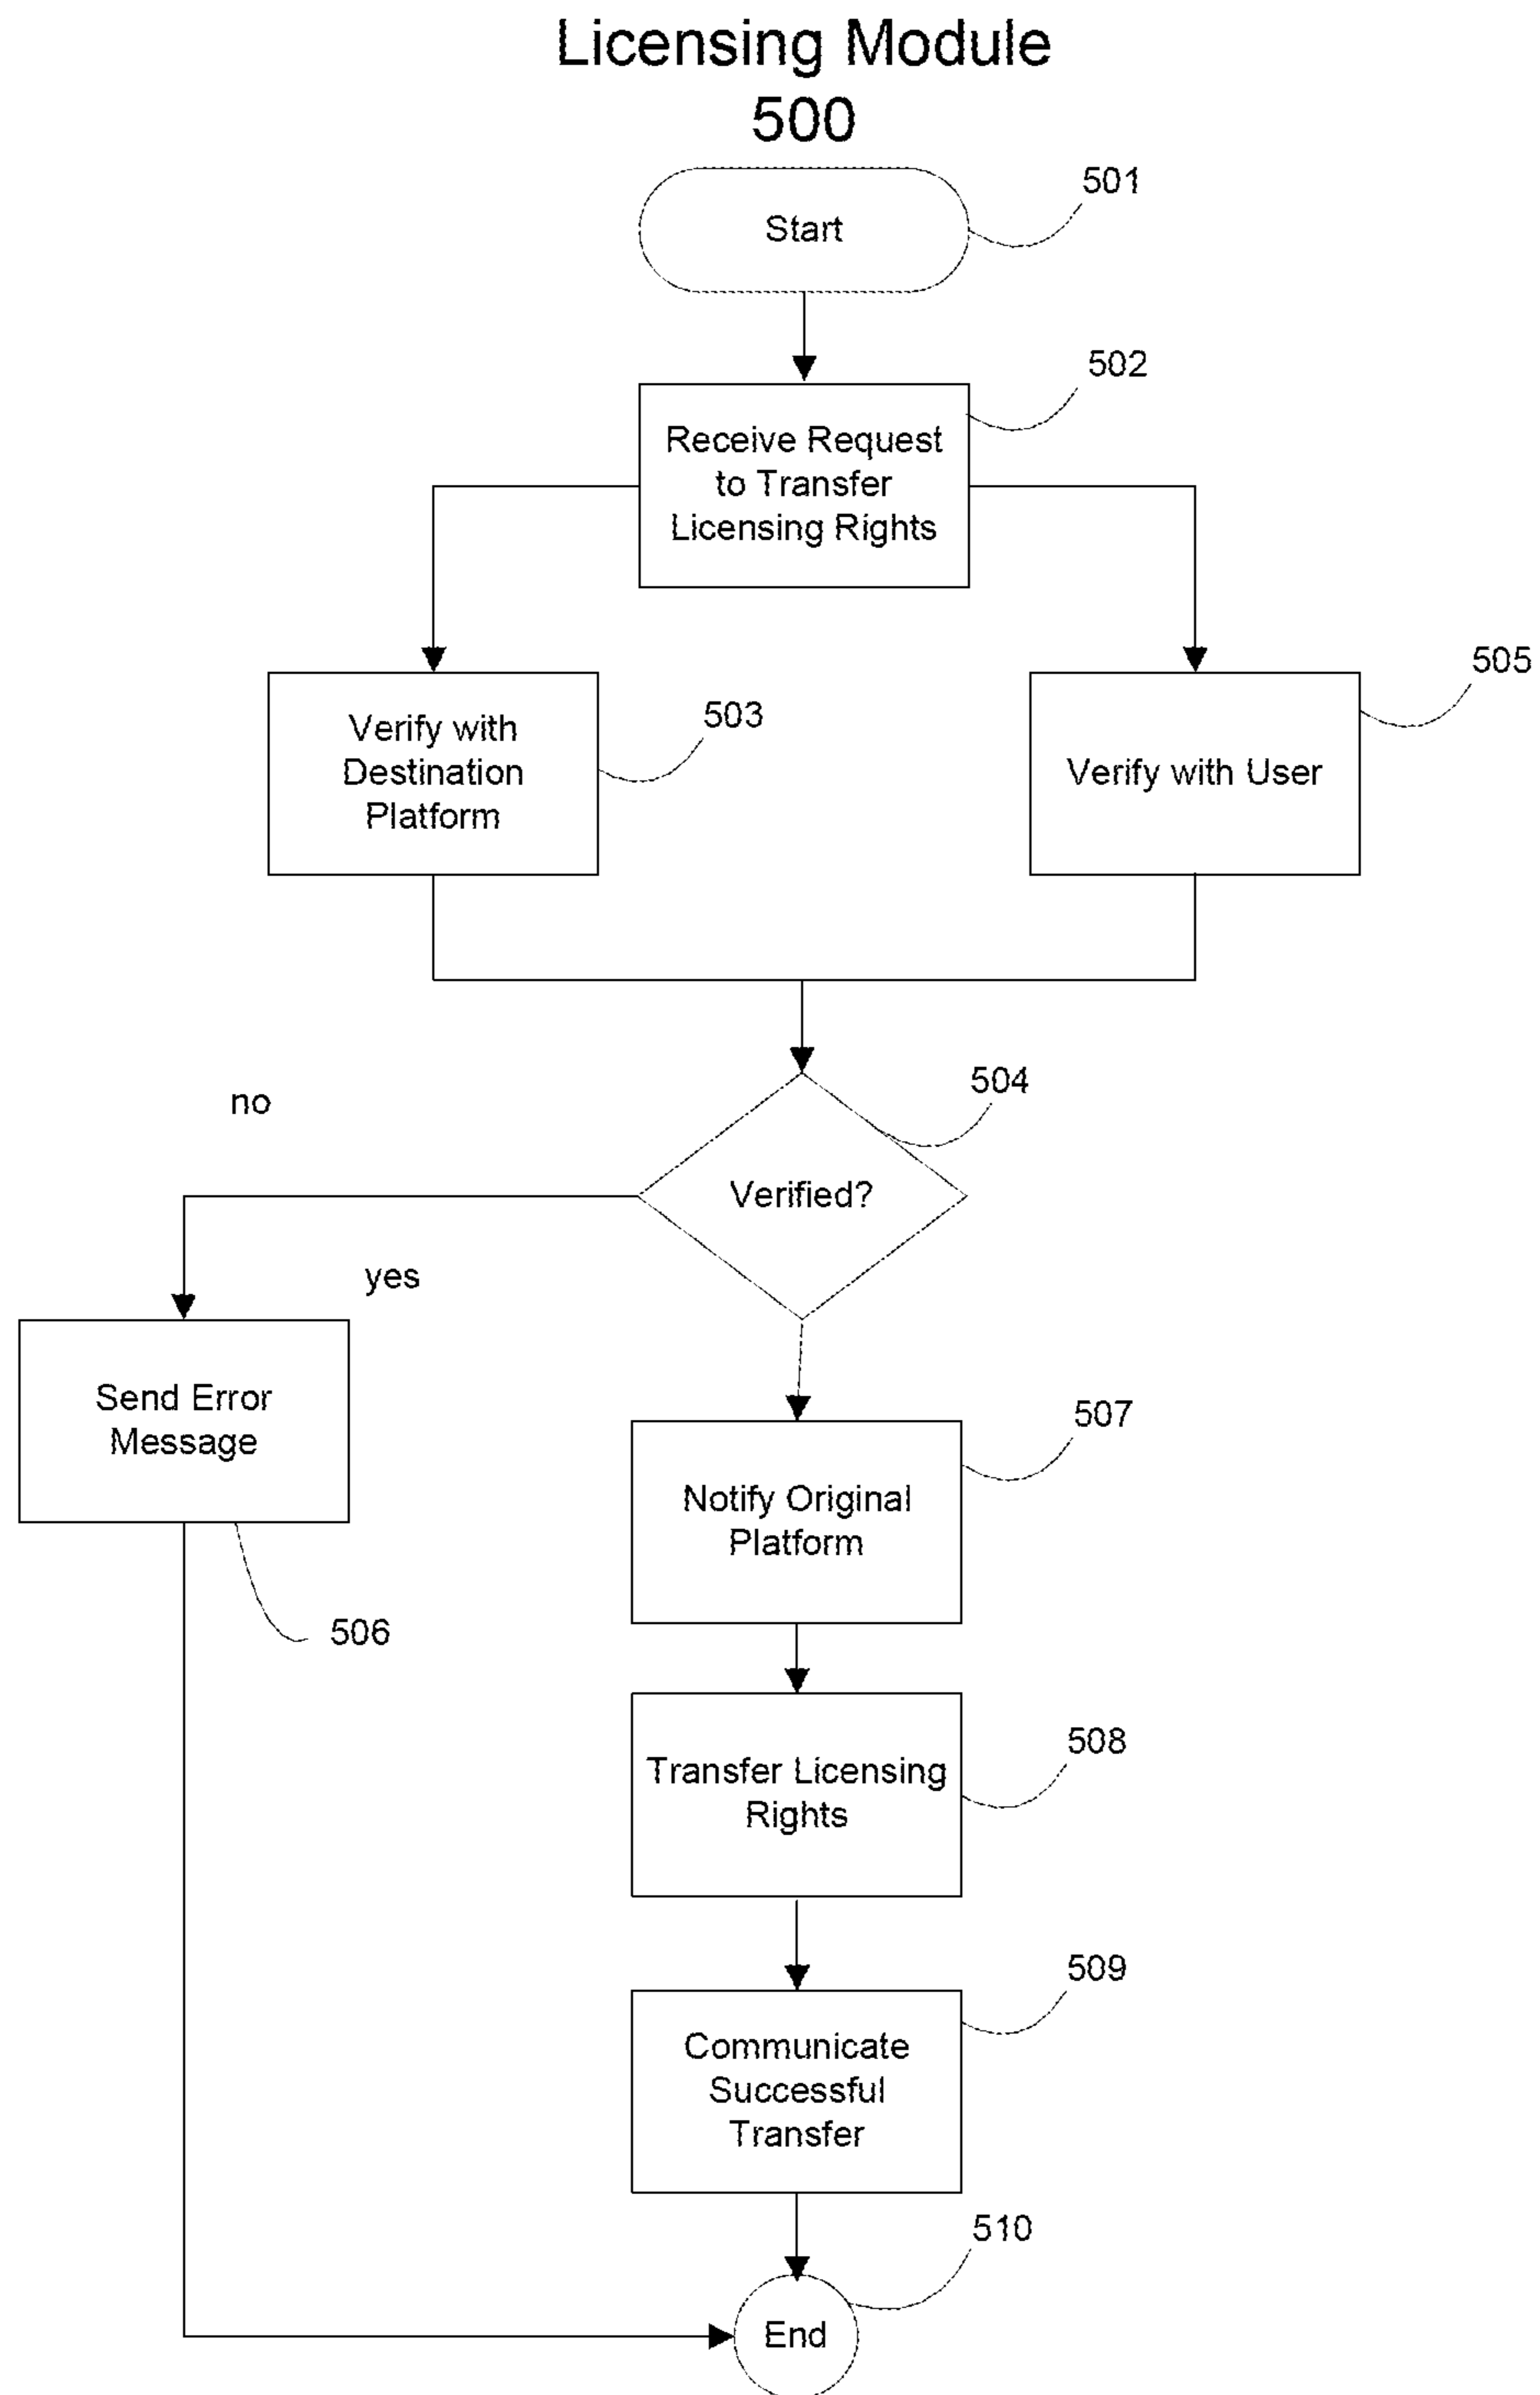 Licensing Module
500
501
Start
502
Receive Request
to Transfer
Licensing Rights
503
Verify with
Destination
Platform
505
Verify with User
504
no
Verified?
yes
Send Error
Message
506
507
Notify Original
Platform
508
Transfer Licensing
Rights
509
Communicate
Successful
Transfer
510
End